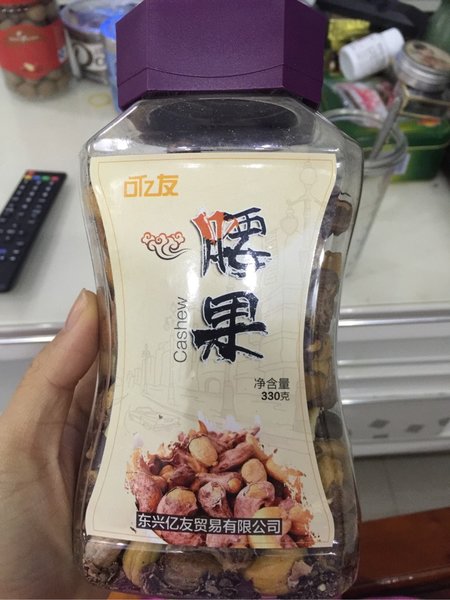 亿友
腰果
Cashew
净含量
330克
东兴亿友贸易有限公司